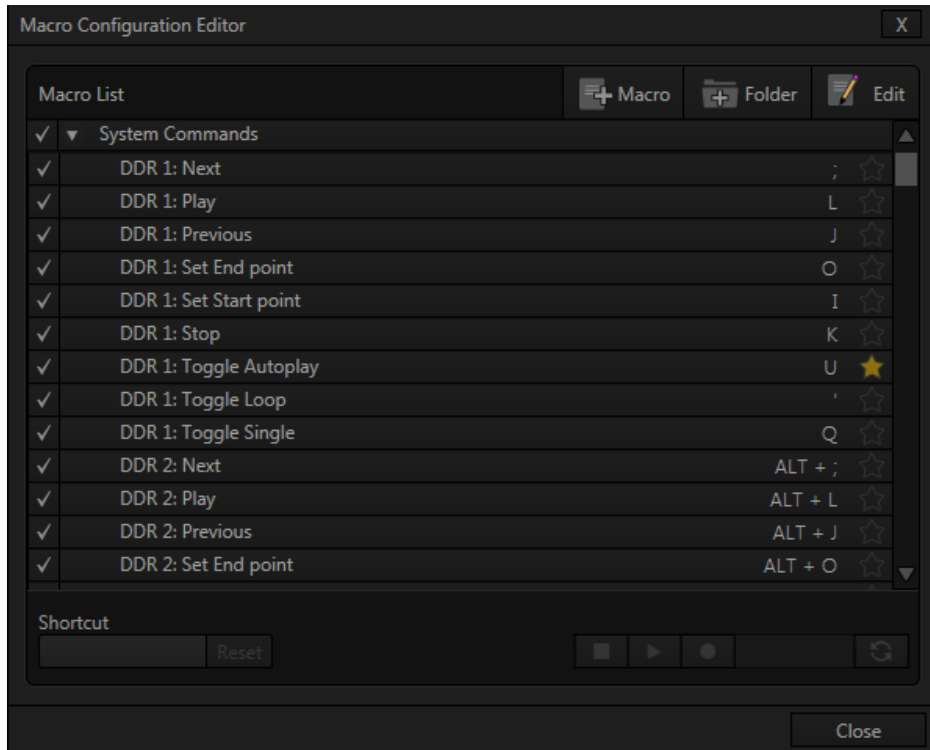 Macro Configuration Editor X
Macro List Macro Folder Edit
System Commands
DDR 1: Next ;
DDR 1: Play L
DDR 1: Previous J
DDR 1: Set End point O
DDR 1: Set Start point I
DDR 1: Stop K
DDR 1: Toggle Autoplay U
DDR 1: Toggle Loop '
DDR 1: Toggle Single Q
DDR 2: Next ALT + ;
DDR 2: Play ALT + L
DDR 2: Previous ALT + J
DDR 2: Set End point ALT + O
Shortcut
Reset
Close